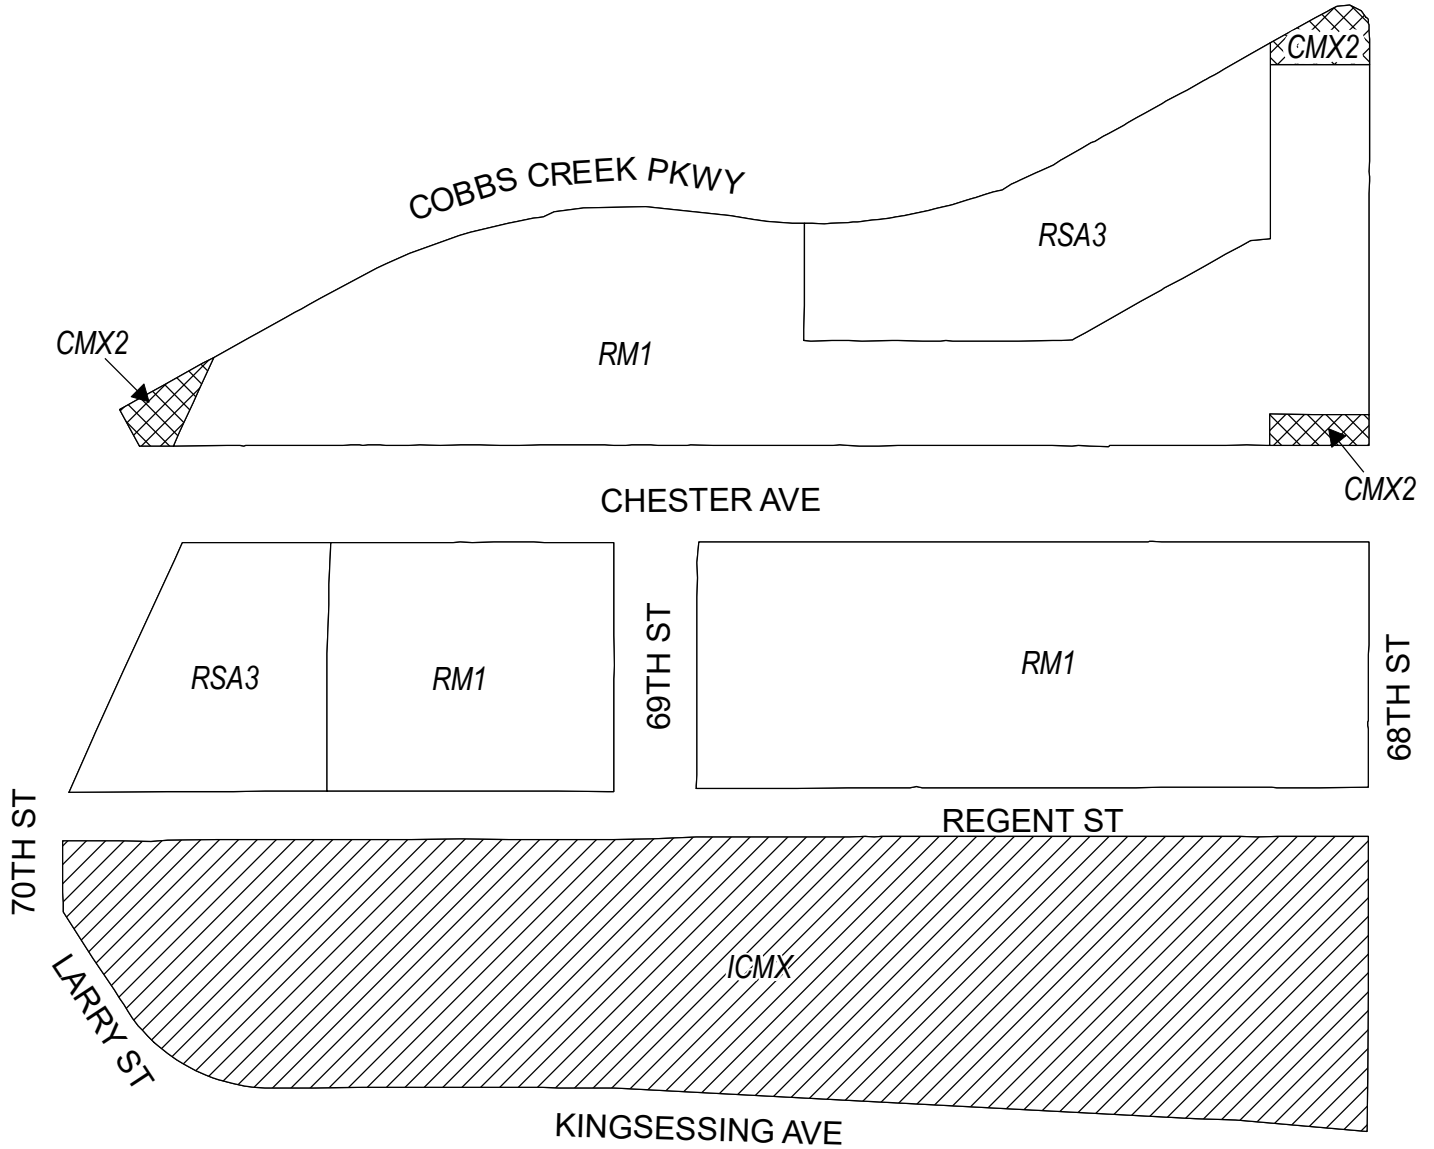 CMX2
COBBS CREEK PKWY
RSA3
CMX2
RM1
CMX2
CHESTER AVE
RSA3
RM1
69TH ST
RM1
68TH ST
70TH ST
REGENT ST
ICMX
LARRY ST
KINGSESSING AVE